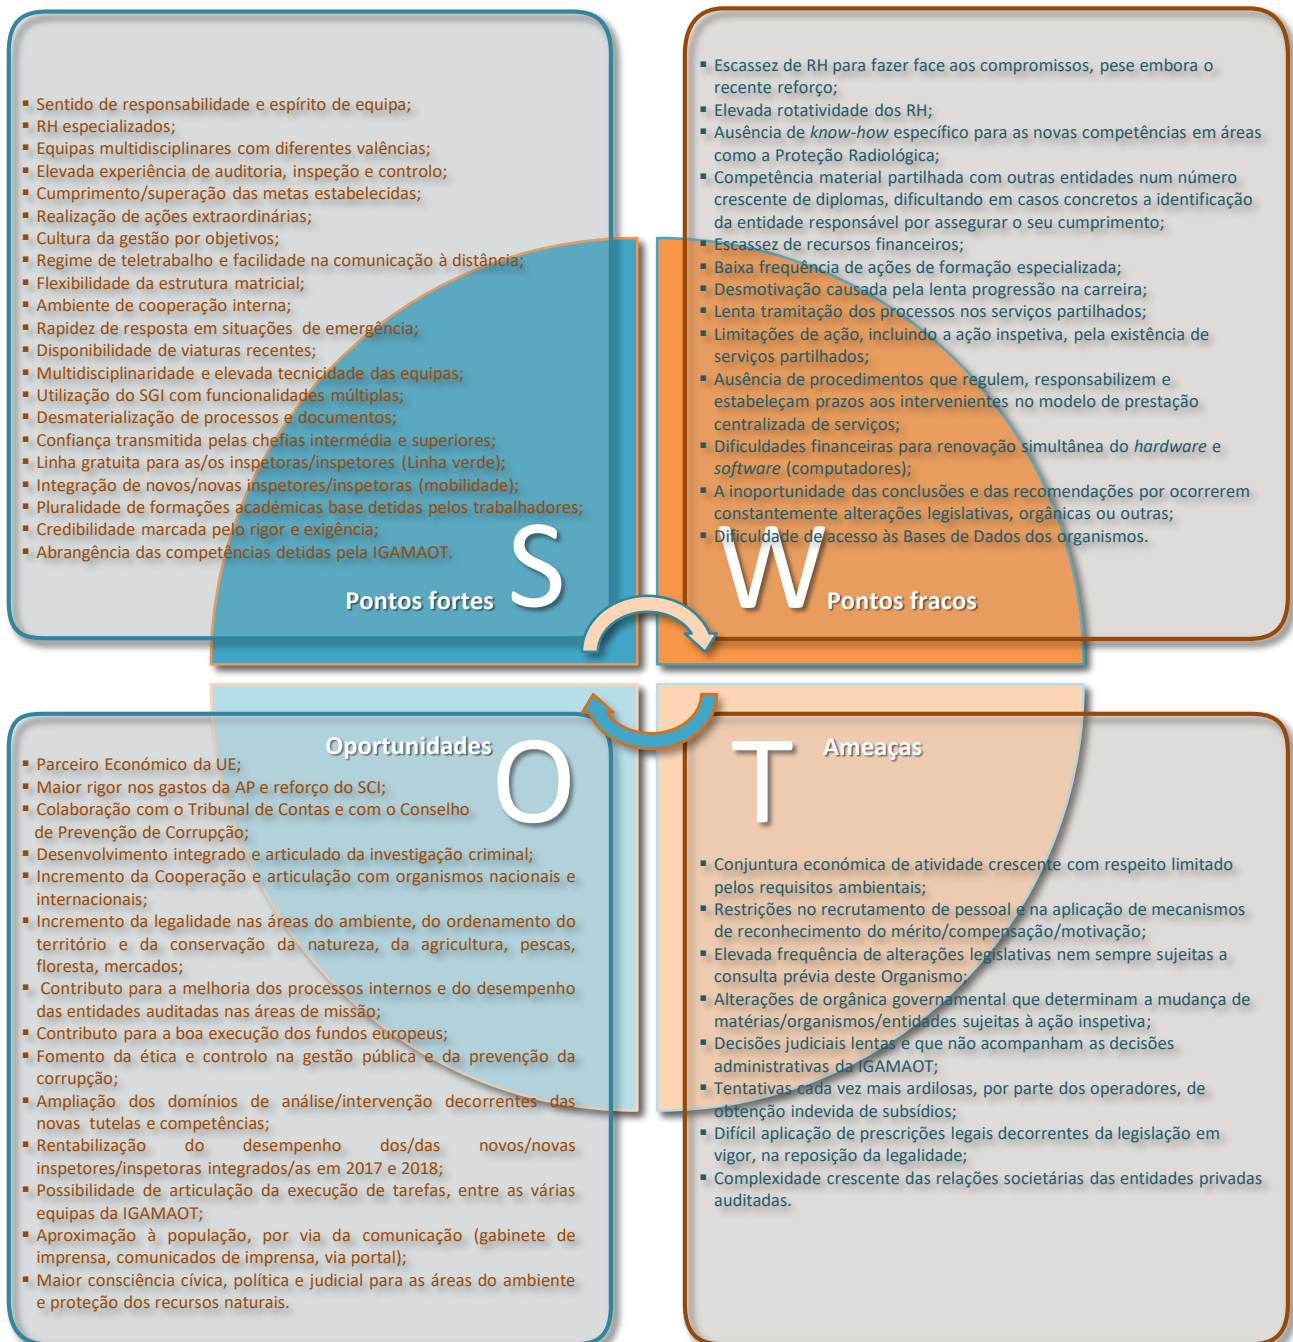 ▪ Sentido de responsabilidade e espírito de equipa;
▪ RH especializados;
▪ Equipas multidisciplinares com diferentes valências;
▪ Elevada experiência de auditoria, inspeção e controlo;
▪ Cumprimento/superação das metas estabelecidas;
▪ Realização de ações extraordinárias;
▪ Cultura da gestão por objetivos;
▪ Regime de teletrabalho e facilidade na comunicação à distância;
▪ Flexibilidade da estrutura matricial;
▪ Ambiente de cooperação interna;
▪ Rapidez de resposta em situações de emergência;
▪ Disponibilidade de viaturas recentes;
▪ Multidisciplinaridade e elevada tecnicidade das equipas;
▪ Utilização do SGI com funcionalidades múltiplas;
▪ Desmaterialização de processos e documentos;
▪ Confiança transmitida pelas chefias intermédia e superiores;
▪ Linha gratuita para as/os inspetoras/inspetores (Linha verde);
▪ Integração de novos/novas inspetores/inspetoras (mobilidade);
▪ Pluralidade de formações académicas base detidas pelos trabalhadores;
▪ Credibilidade marcada pelo rigor e exigência;
▪ Abrangência das competências detidas pela IGAMAOT.
Pontos fortes S
▪ Escassez de RH para fazer face aos compromissos, pese embora o
recente reforço;
▪ Elevada rotatividade dos RH;
▪ Ausência de know-how específico para as novas competências em áreas
como a Proteção Radiológica;
▪ Competência material partilhada com outras entidades num número
crescente de diplomas, dificultando em casos concretos a identificação
da entidade responsável por assegurar o seu cumprimento;
▪ Escassez de recursos financeiros;
▪ Baixa frequência de ações de formação especializada;
▪ Desmotivação causada pela lenta progressão na carreira;
▪ Lenta tramitação dos processos nos serviços partilhados;
▪ Limitações de ação, incluindo a ação inspetiva, pela existência de
serviços partilhados;
▪ Ausência de procedimentos que regulem, responsabilizem e
estabeleçam prazos aos intervenientes no modelo de prestação
centralizada de serviços;
▪ Dificuldades financeiras para renovação simultânea do hardware e
software (computadores);
▪ A inoportunidade das conclusões e das recomendações por ocorrerem
constantemente alterações legislativas, orgânicas ou outras;
▪ Dificuldade de acesso às Bases de Dados dos organismos.
W Pontos fracos
Oportunidades O
▪ Parceiro Económico da UE;
▪ Maior rigor nos gastos da AP e reforço do SCI;
▪ Colaboração com o Tribunal de Contas e com o Conselho
de Prevenção de Corrupção;
▪ Desenvolvimento integrado e articulado da investigação criminal;
▪ Incremento da Cooperação e articulação com organismos nacionais e
internacionais;
▪ Incremento da legalidade nas áreas do ambiente, do ordenamento do
território e da conservação da natureza, da agricultura, pescas,
floresta, mercados;
▪ Contributo para a melhoria dos processos internos e do desempenho
das entidades auditadas nas áreas de missão;
▪ Contributo para a boa execução dos fundos europeus;
▪ Fomento da ética e controlo na gestão pública e da prevenção da
corrupção;
▪ Ampliação dos domínios de análise/intervenção decorrentes das
novas tutelas e competências;
▪ Rentabilização do desempenho dos/das novos/novas
inspetores/inspetoras integrados/as em 2017 e 2018;
▪ Possibilidade de articulação da execução de tarefas, entre as várias
equipas da IGAMAOT;
▪ Aproximação à população, por via da comunicação (gabinete de
imprensa, comunicados de imprensa, via portal);
▪ Maior consciência cívica, política e judicial para as áreas do ambiente
e proteção dos recursos naturais.
T Ameaças
▪ Conjuntura económica de atividade crescente com respeito limitado
pelos requisitos ambientais;
▪ Restrições no recrutamento de pessoal e na aplicação de mecanismos
de reconhecimento do mérito/compensação/motivação;
▪ Elevada frequência de alterações legislativas nem sempre sujeitas a
consulta prévia deste Organismo;
▪ Alterações de orgânica governamental que determinam a mudança de
matérias/organismos/entidades sujeitas à ação inspetiva;
▪ Decisões judiciais lentas e que não acompanham as decisões
administrativas da IGAMAOT;
▪ Tentativas cada vez mais ardilosas, por parte dos operadores, de
obtenção indevida de subsídios;
▪ Difícil aplicação de prescrições legais decorrentes da legislação em
vigor, na reposição da legalidade;
▪ Complexidade crescente das relações societárias das entidades privadas
auditadas.